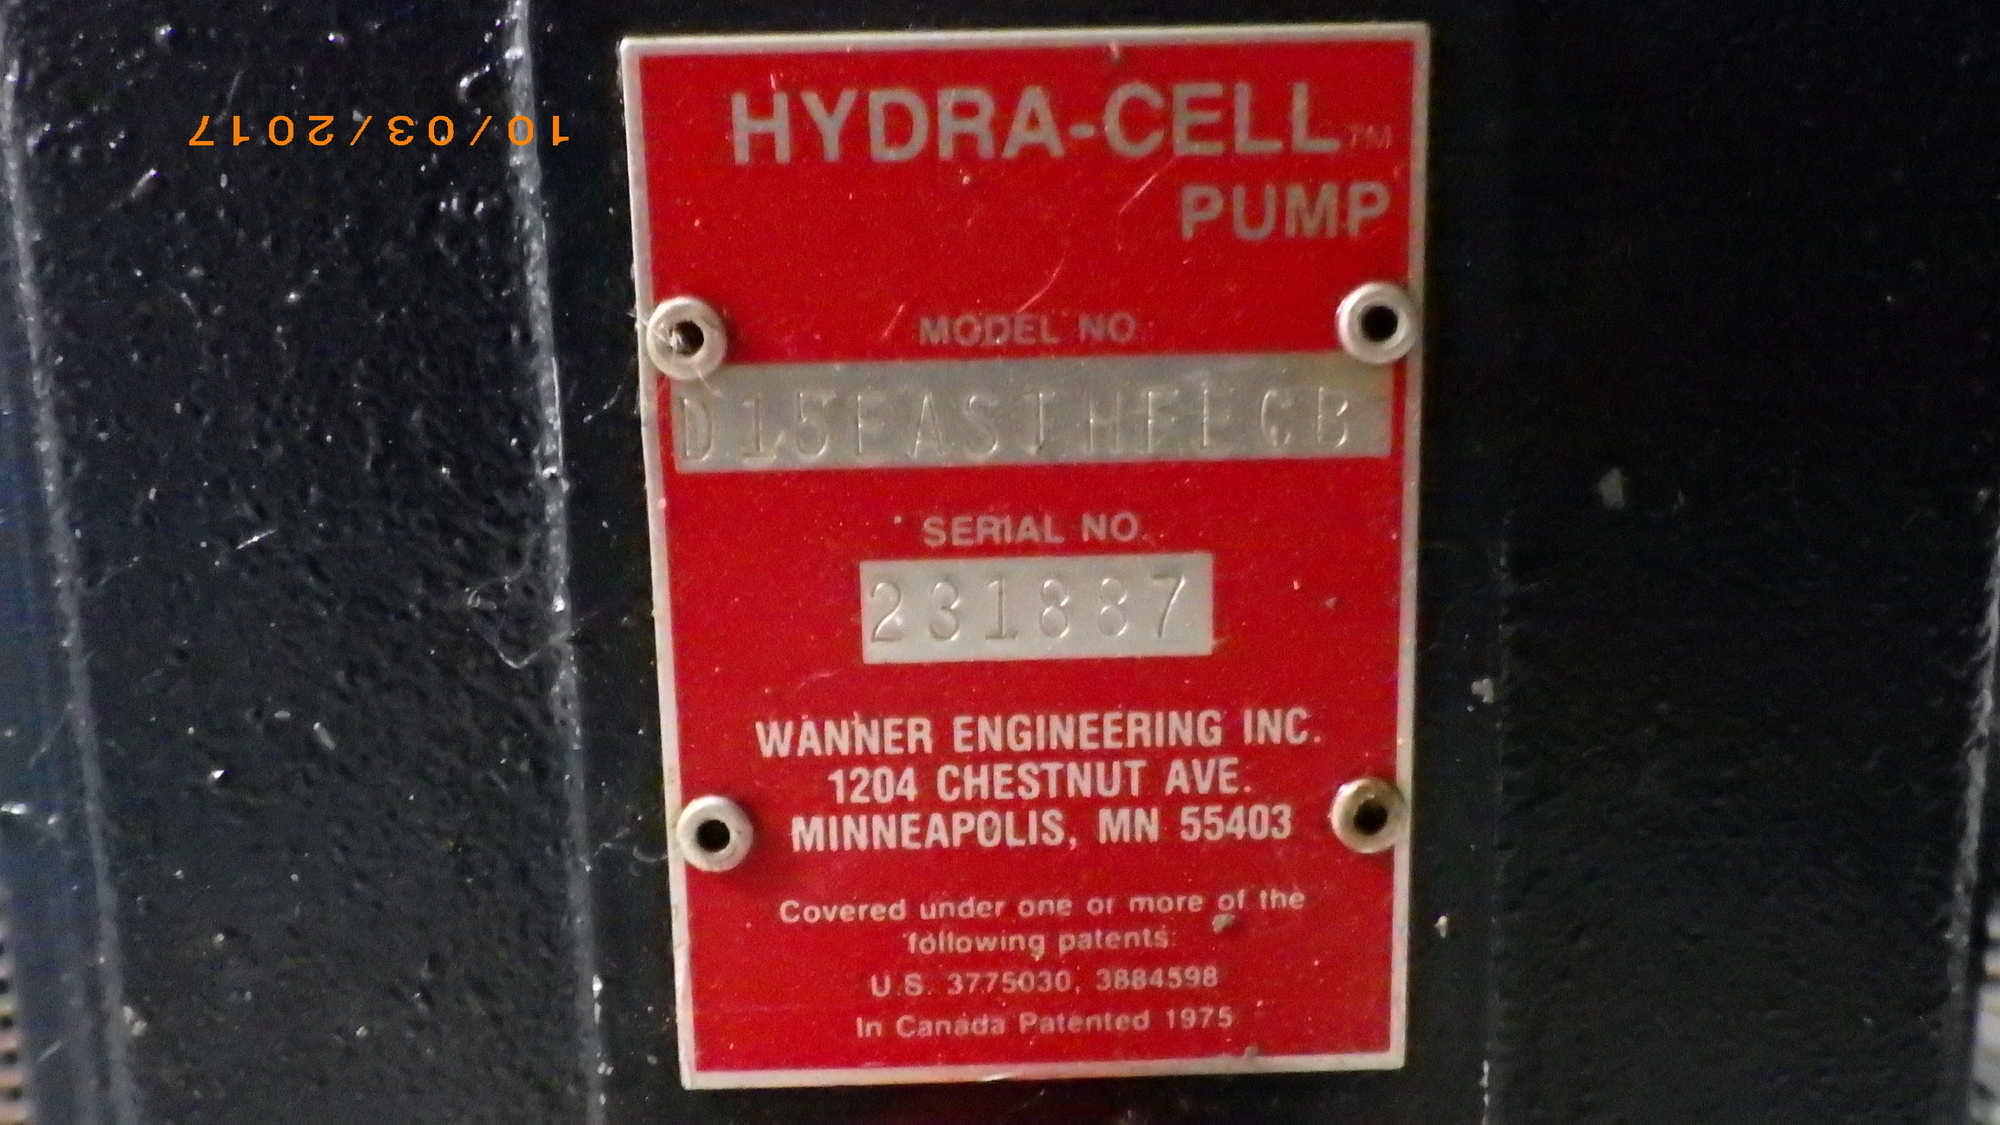 10/03/2017
HYDRA-CELL™
PUMP
MODEL NO.
D15EASTHFECB
SERIAL NO.
231887
WANNER ENGINEERING INC.
1204 CHESTNUT AVE.
MINNEAPOLIS, MN 55403
Covered under one or more of the
following patents:
U.S. 3775030, 3884598
In Canada Patented 1975